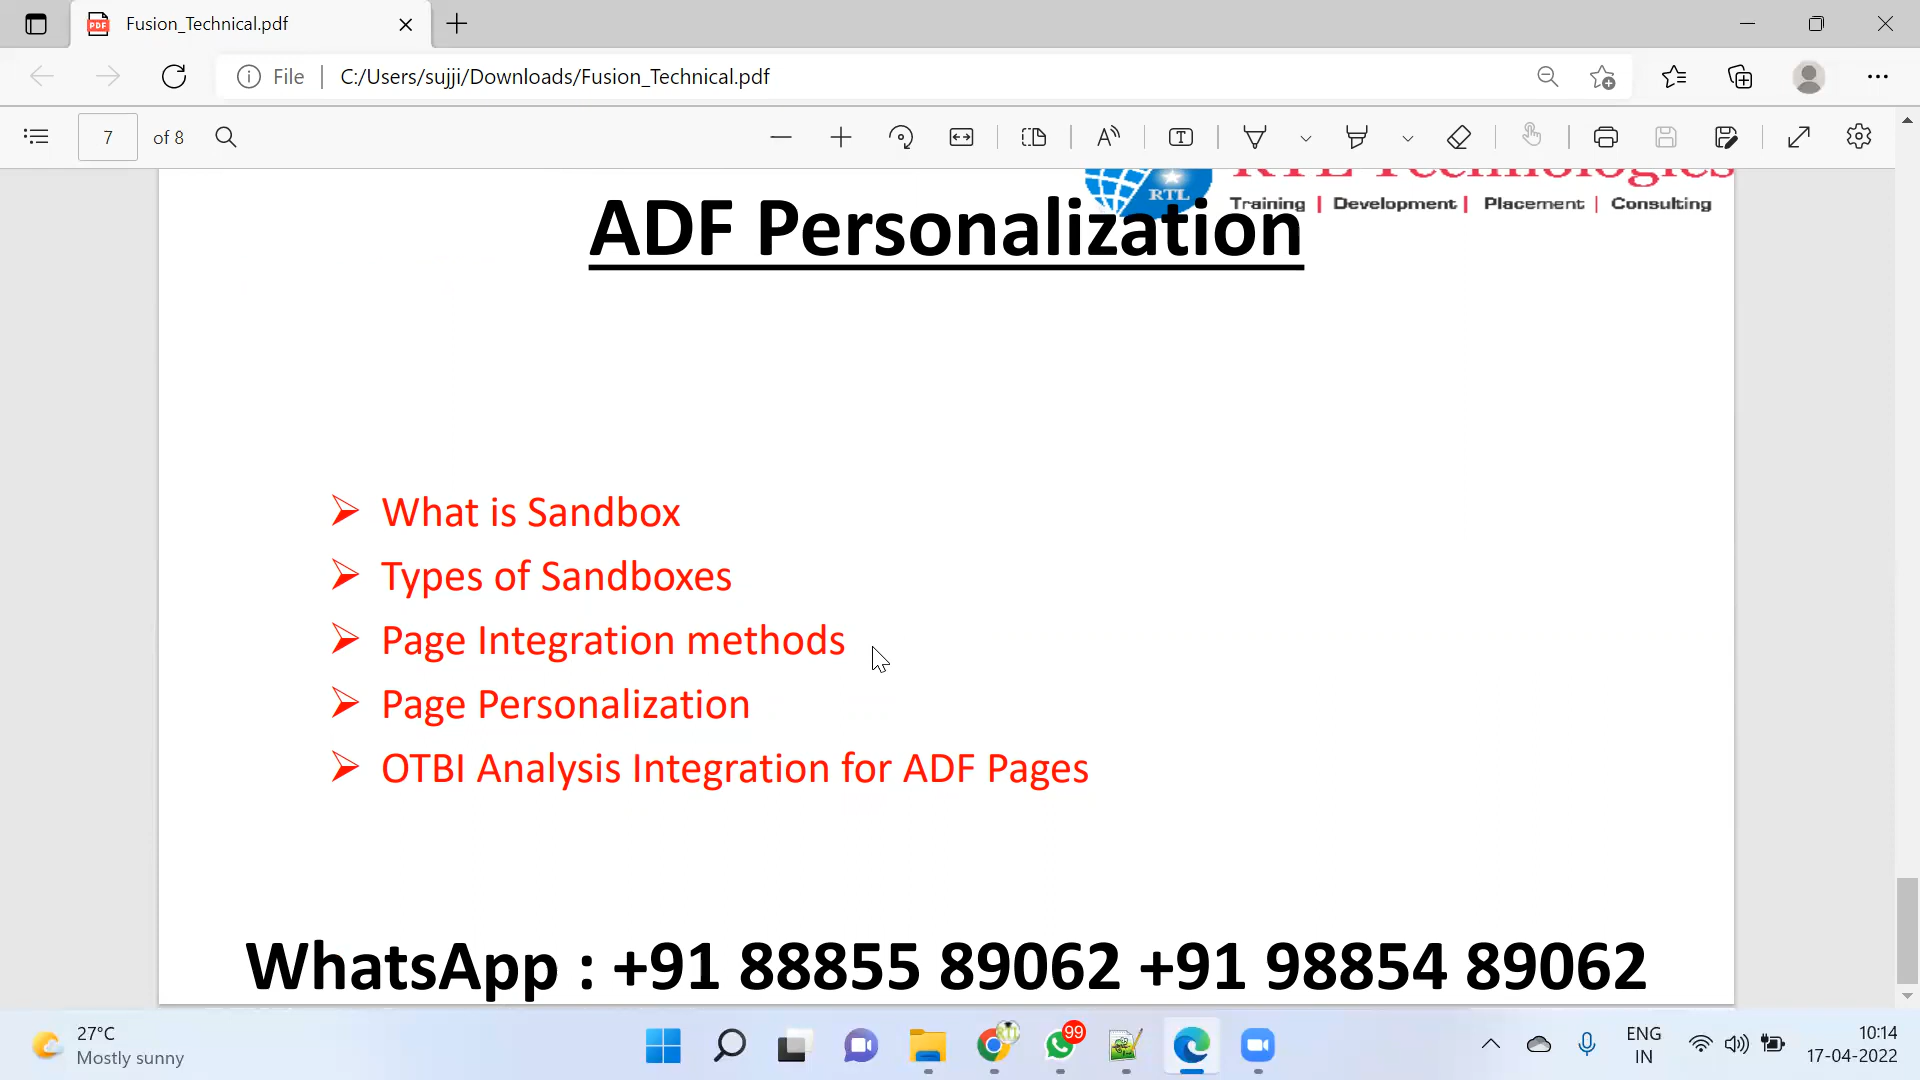 Fusion_Technical.pdf
File
C:/Users/sujji/Downloads/Fusion_Technical.pdf
7
of 8
RTL Technologies
RTL
Training | Development | Placement | Consulting
ADF Personalization
➢ What is Sandbox
➢ Types of Sandboxes
➢ Page Integration methods
➢ Page Personalization
➢ OTBI Analysis Integration for ADF Pages
WhatsApp : +91 88855 89062 +91 98854 89062
27°C
Mostly sunny
99
ENG
IN
10:14
17-04-2022